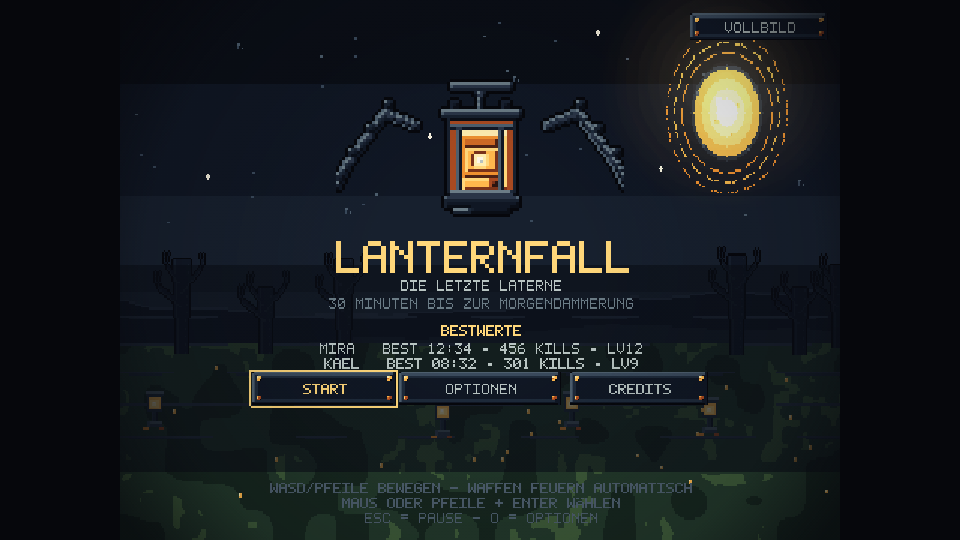 VOLLBILD
LANTERNFALL
DIE LETZTE LATERNE
30 MINUTEN BIS ZUR MORGENDAMMERUNG
BESTWERTE
MIRA BEST 12:34 - 456 KILLS - LV12
KAEL BEST 08:32 - 301 KILLS - LV9
START
OPTIONEN
CREDITS
WASD/PFEILE BEWEGEN - WAFFEN FEUERN AUTOMATISCH
MAUS ODER PFEILE + ENTER WAHLEN
ESC = PAUSE - O = OPTIONEN